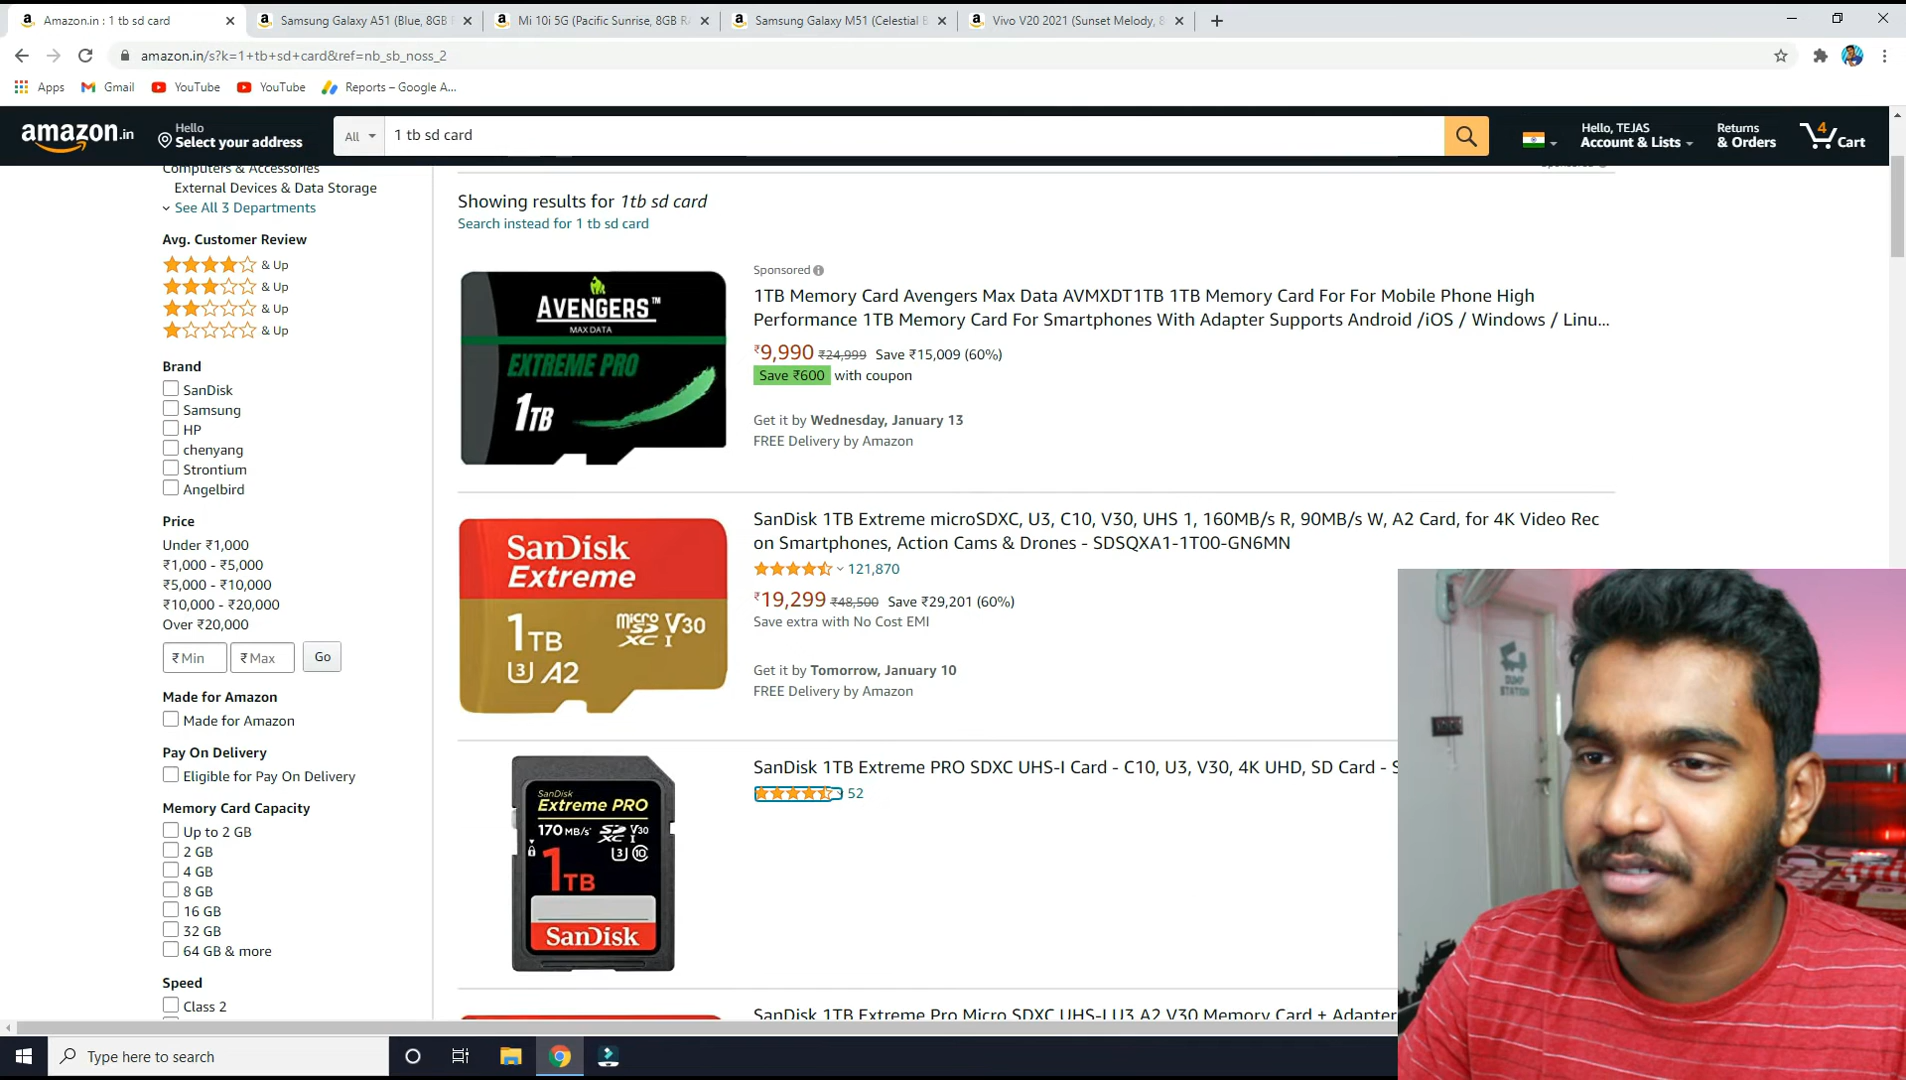 Amazon.in : 1 tb sd card
Samsung Galaxy A51 (Blue, 8GB
Mi 10i 5G (Pacific Sunrise, 8GB
Samsung Galaxy M51 (Celestial
Vivo V20 2021 (Sunset Melody, 8
amazon.in/s?k=1+tb+sd+card&ref=nb_sb_noss_2
Apps
Gmail
YouTube
YouTube
Reports – Google A...
amazon.in
Hello
Select your address
All
1 tb sd card
Hello, TEJAS
Account & Lists
Returns
& Orders
4
Cart
Computers & Accessories
External Devices & Data Storage
See All 3 Departments
Avg. Customer Review
& Up
& Up
& Up
& Up
Brand
SanDisk
Samsung
HP
chenyang
Strontium
Angelbird
Price
Under ₹1,000
₹1,000 - ₹5,000
₹5,000 - ₹10,000
₹10,000 - ₹20,000
Over ₹20,000
₹ Min
₹ Max
Go
Made for Amazon
Made for Amazon
Pay On Delivery
Eligible for Pay On Delivery
Memory Card Capacity
Up to 2 GB
2 GB
4 GB
8 GB
16 GB
32 GB
64 GB & more
Speed
Class 2
Showing results for 1tb sd card
Search instead for 1 tb sd card
AVENGERS™
MAX DATA
EXTREME PRO
1TB
Sponsored
1TB Memory Card Avengers Max Data AVMXDT1TB 1TB Memory Card For For Mobile Phone High
Performance 1TB Memory Card For Smartphones With Adapter Supports Android /iOS / Windows / Linu...
₹9,990 ₹24,999 Save ₹15,009 (60%)
Save ₹600 with coupon
Get it by Wednesday, January 13
FREE Delivery by Amazon
SanDisk
Extreme
1TB
micro SD XC I V30
U3 A2
SanDisk 1TB Extreme microSDXC, U3, C10, V30, UHS 1, 160MB/s R, 90MB/s W, A2 Card, for 4K Video Rec
on Smartphones, Action Cams & Drones - SDSQXA1-1T00-GN6MN
121,870
₹19,299 ₹48,500 Save ₹29,201 (60%)
Save extra with No Cost EMI
Get it by Tomorrow, January 10
FREE Delivery by Amazon
SanDisk
Extreme PRO
170 MB/s SD XC I V30
U3 10
1TB
SanDisk
SanDisk 1TB Extreme PRO SDXC UHS-I Card - C10, U3, V30, 4K UHD, SD Card - S
52
SanDisk 1TB Extreme Pro Micro SDXC UHS-I U3 A2 V30 Memory Card + Adapter
DUMP
STATION
Type here to search